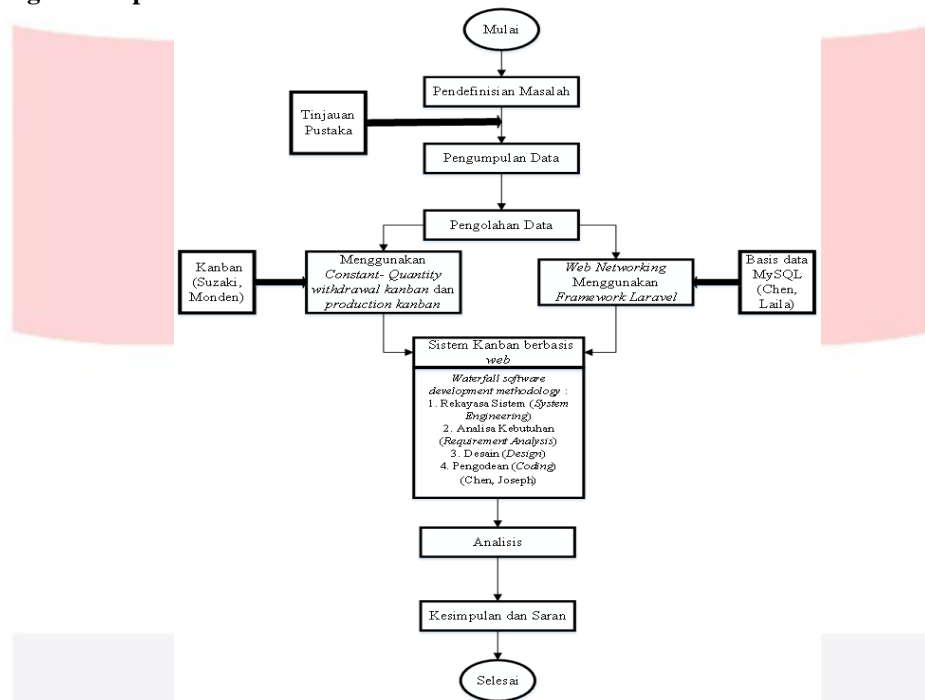 Mulai
Pendefinisian Masalah
Tinjauan
Pustaka
Pengumpulan Data
Pengolahan Data
Kanban
(Suzaki,
Monden)
Menggunakan
Constant- Quantity
withdrawal kanban dan
production kanban
Web Networking
Menggunakan
Framework Laravel
Basis data
MySQL
(Chen,
Laila)
Sistem Kanban berbasis
web
Waterfall software
development methodology :
1. Rekayasa Sistem (System
Engineering)
2. Analisa Kebutuhan
(Requirement Analysis)
3. Desain (Design)
4. Pengodean (Coding)
(Chen, Joseph)
Analisis
Kesimpulan dan Saran
Selesai